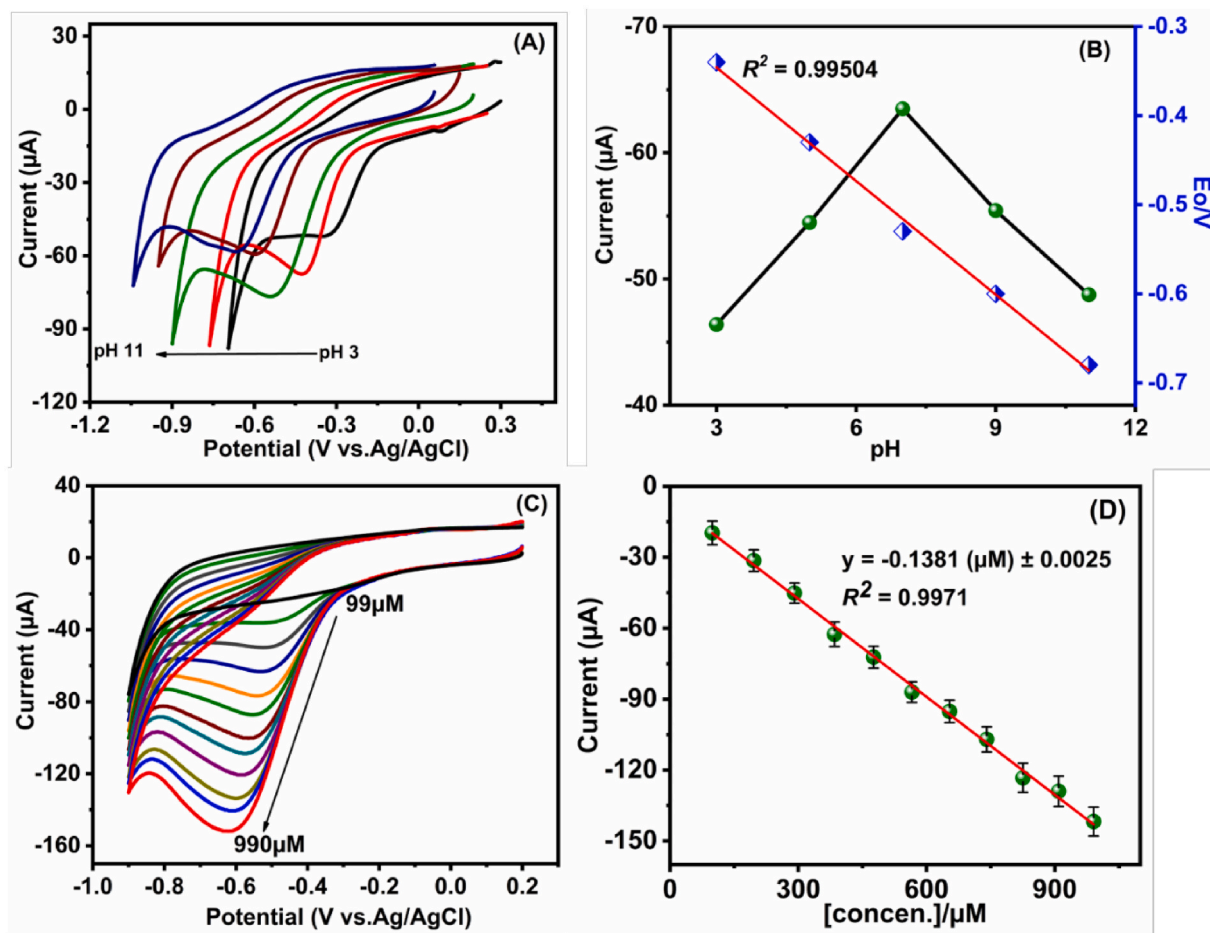 (A)
30
0
-30
-60
-90
-120
Current (µA)
pH 11
pH 3
-1.2 -0.9 -0.6 -0.3 0.0 0.3
Potential (V vs.Ag/AgCl)
(B)
R² = 0.99504
-70
-60
-50
-40
Current (µA)
-0.3
-0.4
-0.5
-0.6
-0.7
Eo/V
3 6 9 12
pH
(C)
40
0
-40
-80
-120
-160
Current (µA)
99µM
990µM
-1.0 -0.8 -0.6 -0.4 -0.2 0.0 0.2
Potential (V vs.Ag/AgCl)
(D)
0
-30
-60
-90
-120
-150
Current (µA)
y = -0.1381 (µM) ± 0.0025
R² = 0.9971
0 300 600 900
[concen.]/µM